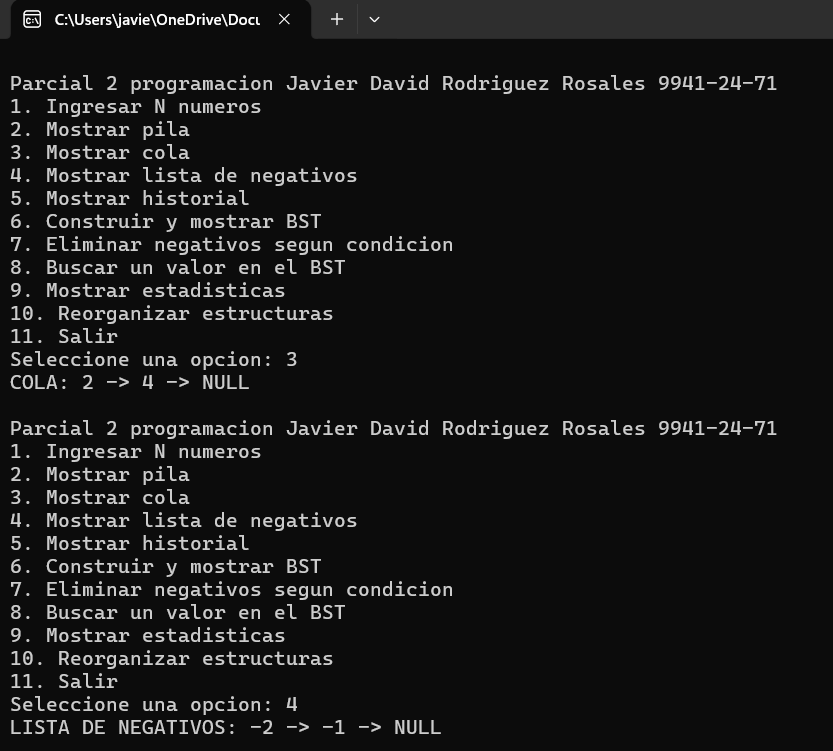 C:\Users\javie\OneDrive\Docu
Parcial 2 programacion Javier David Rodriguez Rosales 9941-24-71
1. Ingresar N numeros
2. Mostrar pila
3. Mostrar cola
4. Mostrar lista de negativos
5. Mostrar historial
6. Construir y mostrar BST
7. Eliminar negativos segun condicion
8. Buscar un valor en el BST
9. Mostrar estadisticas
10. Reorganizar estructuras
11. Salir
Seleccione una opcion: 3
COLA: 2 -> 4 -> NULL
Parcial 2 programacion Javier David Rodriguez Rosales 9941-24-71
1. Ingresar N numeros
2. Mostrar pila
3. Mostrar cola
4. Mostrar lista de negativos
5. Mostrar historial
6. Construir y mostrar BST
7. Eliminar negativos segun condicion
8. Buscar un valor en el BST
9. Mostrar estadisticas
10. Reorganizar estructuras
11. Salir
Seleccione una opcion: 4
LISTA DE NEGATIVOS: -2 -> -1 -> NULL